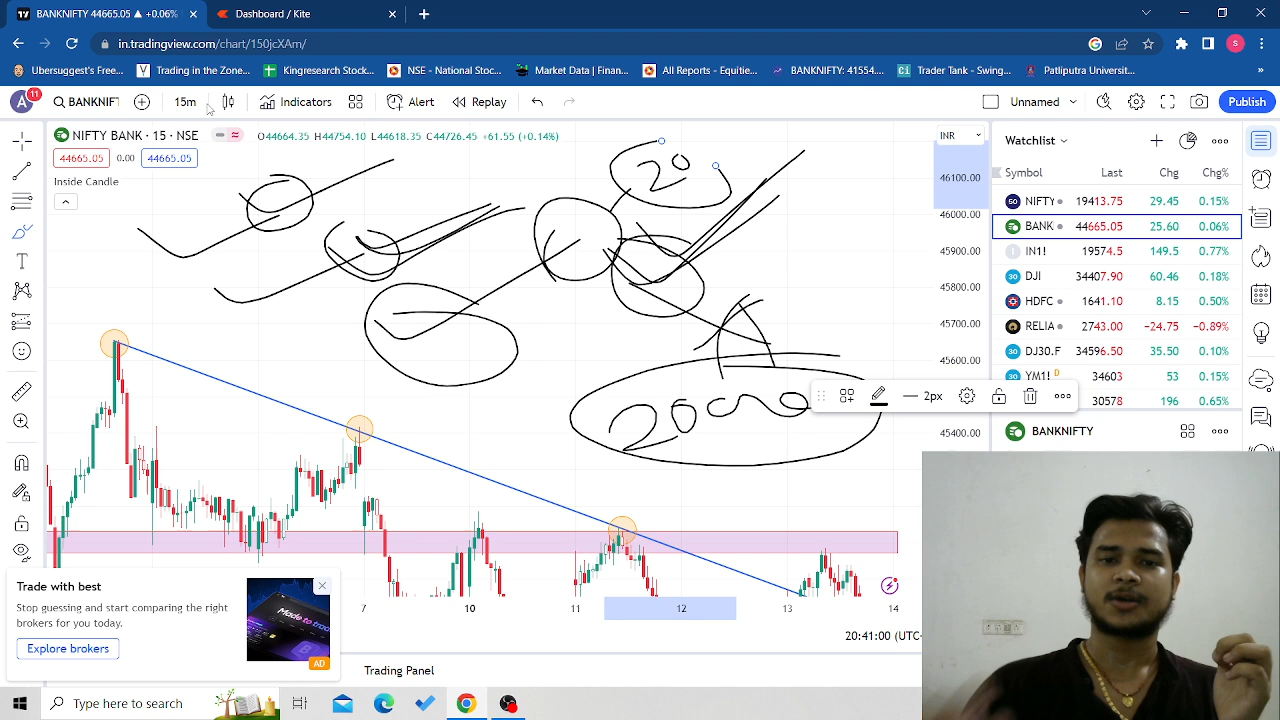 BANKNIFTY 44665.05 ▲ +0.06%
Dashboard / Kite
in.tradingview.com/chart/150jcXAm/
S
Ubersuggest's Free...
Trading in the Zone...
Kingresearch Stock...
NSE - National Stoc...
Market Data | Finan...
All Reports - Equitie...
BANKNIFTY: 41554....
Trader Tank - Swing...
Patliputra Universit...
A 11
BANKNIF
15m
Indicators
Alert
Replay
Unnamed
Publish
NIFTY BANK · 15 · NSE
O44664.35 H44754.10 L44618.35 C44726.45 +61.55 (+0.14%)
INR
44665.05 0.00 44665.05
Inside Candle
20
2000
2px
46100.00
46000.00
45900.00
45800.00
45700.00
45600.00
45400.00
Watchlist
Symbol Last Chg Chg%
NIFTY 19413.75 29.45 0.15%
BANK 44665.05 25.60 0.06%
IN1! 19574.5 149.5 0.77%
DJI 34407.90 60.46 0.18%
HDFC 1641.10 8.15 0.50%
RELIA 2743.00 −24.75 −0.89%
DJ30.F 34596.50 35.50 0.10%
YM1! D 34603 53 0.15%
30578 196 0.65%
BANKNIFTY
Trade with best
Stop guessing and start comparing the right
brokers for you today.
Explore brokers
Made to trade
AD
7 10 11 12 13 14
20:41:00 (UTC
Trading Panel
Type here to search